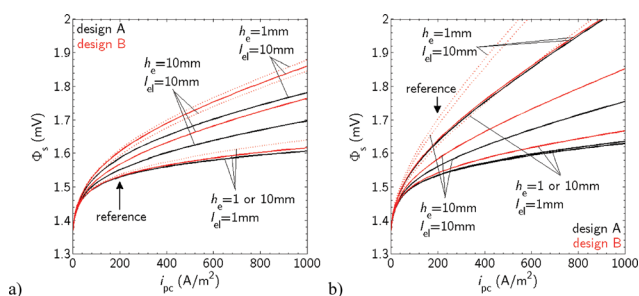 design A
design B
h_e=1mm
l_el=10mm
h_e=10mm
l_el=10mm
h_e=1 or 10mm
l_el=1mm
reference
Φ_s (mV)
2
1.9
1.8
1.7
1.6
1.5
1.4
1.3
0 200 400 600 800 1000
a) i_pc (A/m²)
h_e=1mm
l_el=10mm
reference
h_e=1 or 10mm
l_el=1mm
h_e=10mm
l_el=10mm
design A
design B
Φ_s (mV)
2
1.9
1.8
1.7
1.6
1.5
1.4
1.3
0 200 400 600 800 1000
b) i_pc (A/m²)